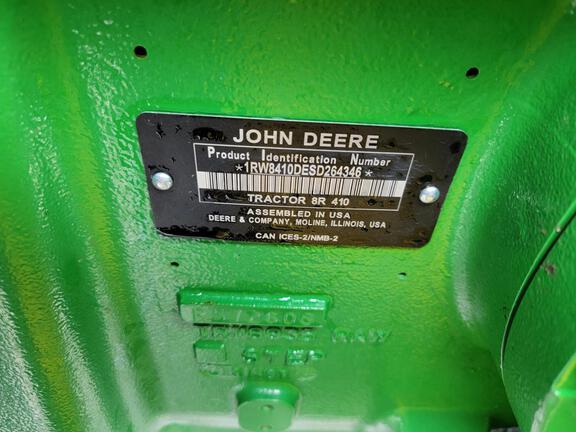 JOHN DEERE
Product Identification Number
*1RW8410DESD264346*
TRACTOR 8R 410
ASSEMBLED IN USA
DEERE & COMPANY, MOLINE, ILLINOIS, USA
CAN ICES-2/NMB-2